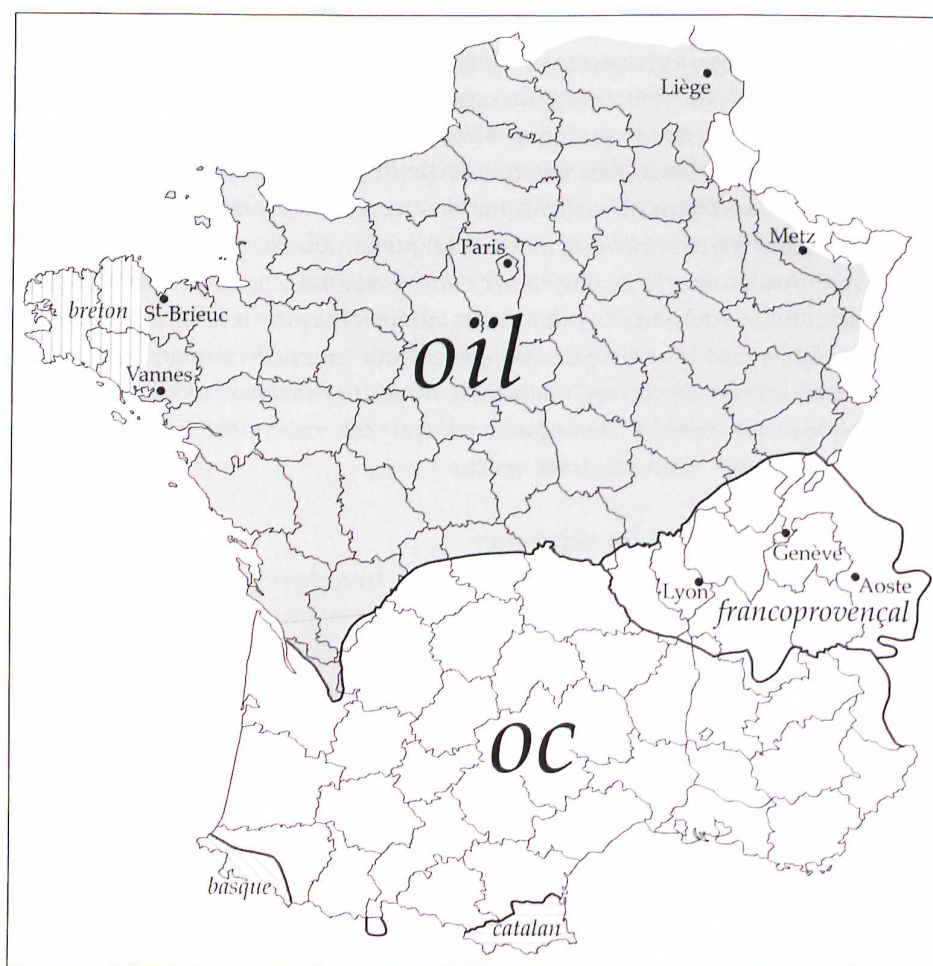 Liège
Metz
Paris
breton
St-Brieuc
oïl
Vannes
Genève
Lyon
Aoste
francoprovençal
oc
basque
catalan